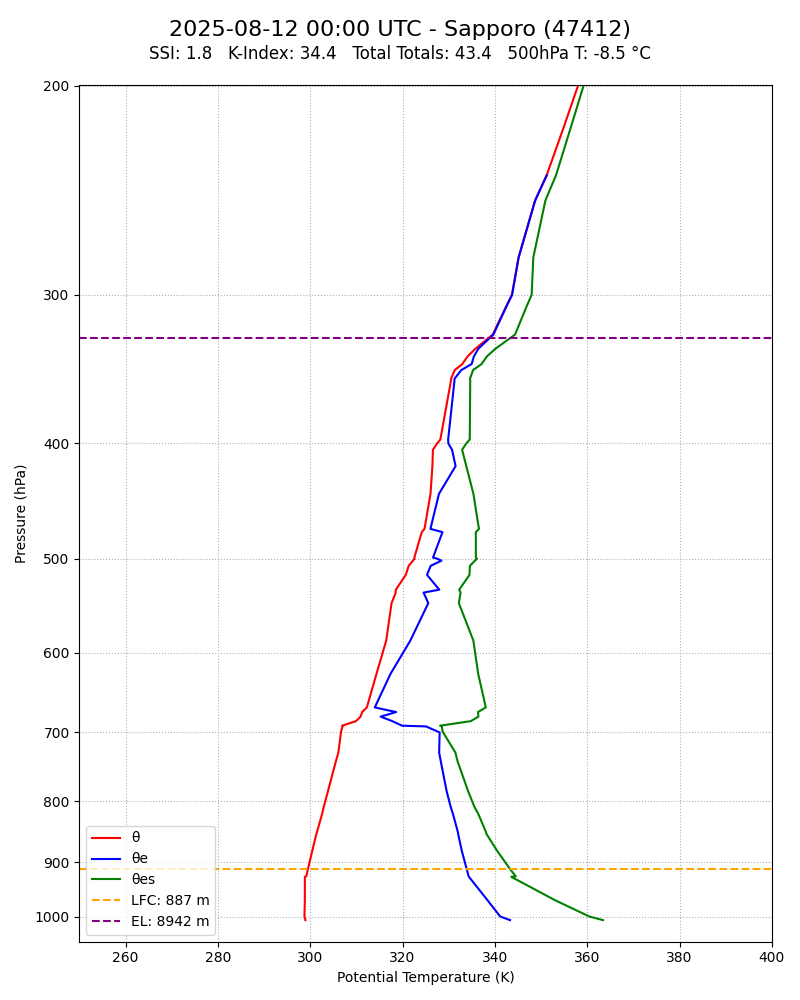 2025-08-12 00:00 UTC - Sapporo (47412)
SSI: 1.8   K-Index: 34.4   Total Totals: 43.4   500hPa T: -8.5 °C
200
300
400
500
600
700
800
900
1000
Pressure (hPa)
θ
θe
θes
LFC: 887 m
EL: 8942 m
260
280
300
320
340
360
380
400
Potential Temperature (K)